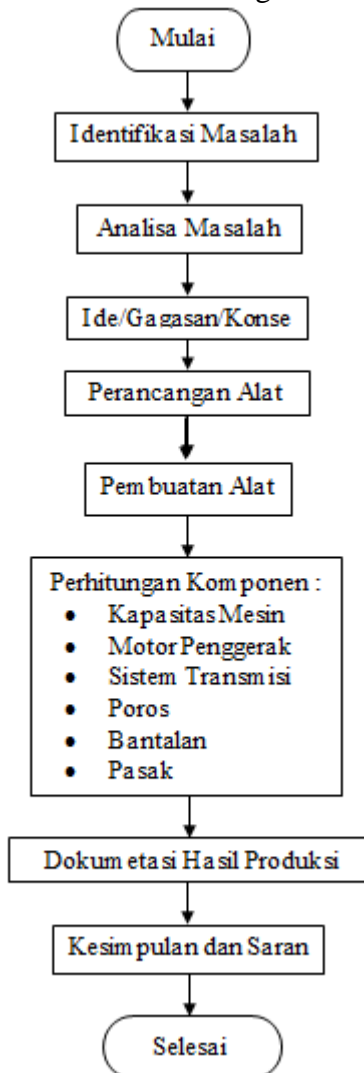 Mulai
Identifikasi Masalah
Analisa Masalah
Ide/Gagasan/Konse
Perancangan Alat
Pembuatan Alat
Perhitungan Komponen :
• Kapasitas Mesin
• Motor Penggerak
• Sistem Transmisi
• Poros
• Bantalan
• Pasak
Dokumetasi Hasil Produksi
Kesimpulan dan Saran
Selesai